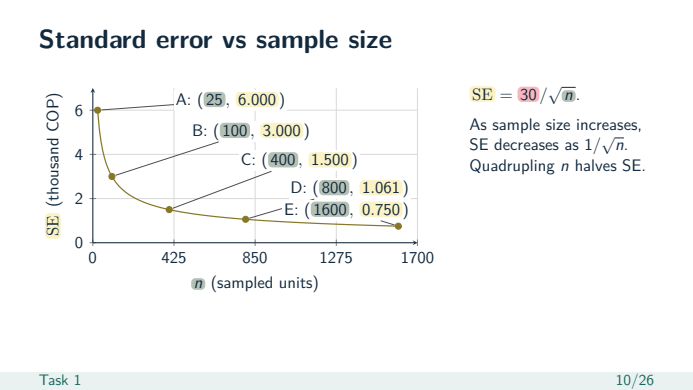 Standard error vs sample size
SE (thousand COP)
6
4
2
0
0 425 850 1275 1700
n (sampled units)
A: (25, 6.000)
B: (100, 3.000)
C: (400, 1.500)
D: (800, 1.061)
E: (1600, 0.750)
SE = 30/√n.
As sample size increases,
SE decreases as 1/√n.
Quadrupling n halves SE.
Task 1
10/26